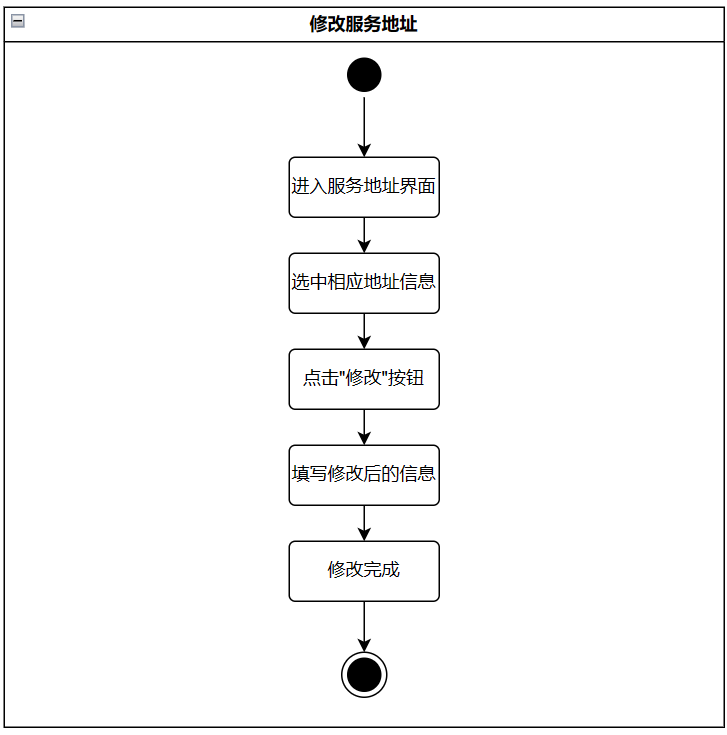 修改服务地址
进入服务地址界面
选中相应地址信息
点击"修改"按钮
填写修改后的信息
修改完成